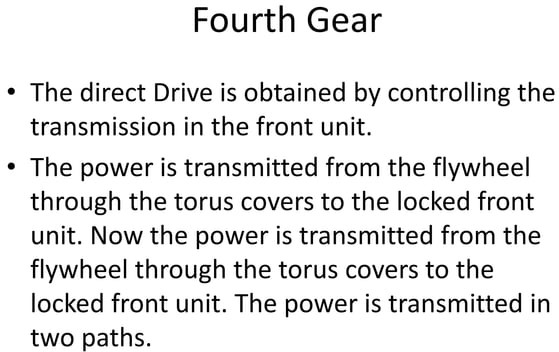 Fourth Gear
• The direct Drive is obtained by controlling the
transmission in the front unit.
• The power is transmitted from the flywheel
through the torus covers to the locked front
unit. Now the power is transmitted from the
flywheel through the torus covers to the
locked front unit. The power is transmitted in
two paths.